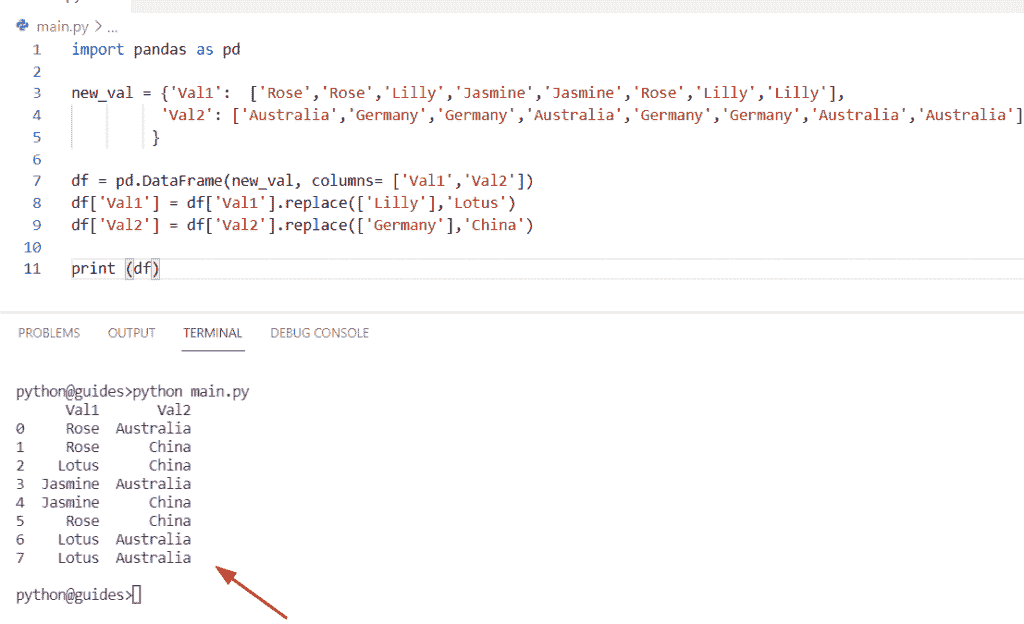 main.py > ...
1 import pandas as pd
2
3 new_val = {'Val1':  ['Rose','Rose','Lilly','Jasmine','Jasmine','Rose','Lilly','Lilly'],
4 'Val2': ['Australia','Germany','Germany','Australia','Germany','Germany','Australia','Australia']
5 }
6
7 df = pd.DataFrame(new_val, columns= ['Val1','Val2'])
8 df['Val1'] = df['Val1'].replace(['Lilly'],'Lotus')
9 df['Val2'] = df['Val2'].replace(['Germany'],'China')
10
11 print (df)
PROBLEMS OUTPUT TERMINAL DEBUG CONSOLE
python@guides>python main.py
Val1 Val2
0 Rose Australia
1 Rose China
2 Lotus China
3 Jasmine Australia
4 Jasmine China
5 Rose China
6 Lotus Australia
7 Lotus Australia
python@guides>